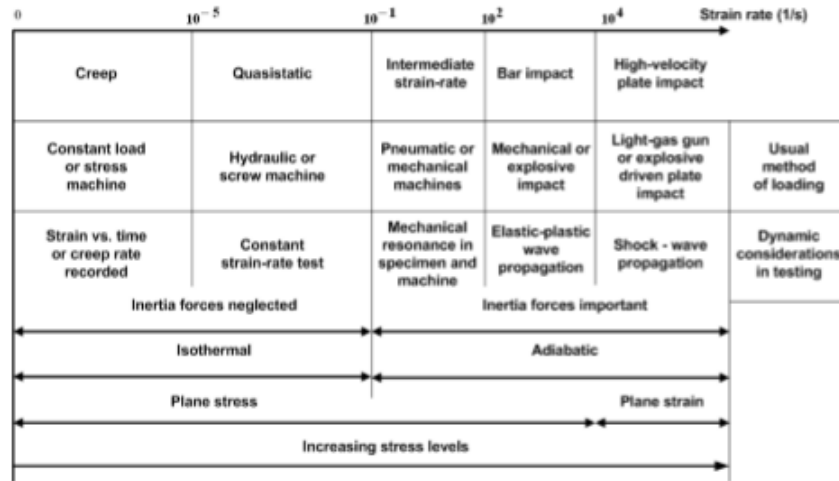 0 10⁻⁵ 10⁻¹ 10² 10⁴ Strain rate (1/s)
Creep
Quasistatic
Intermediate
strain-rate
Bar impact
High-velocity
plate impact
Constant load
or stress
machine
Hydraulic or
screw machine
Pneumatic or
mechanical
machines
Mechanical or
explosive
impact
Light-gas gun
or explosive
driven plate
impact
Usual
method
of loading
Strain vs. time
or creep rate
recorded
Constant
strain-rate test
Mechanical
resonance in
specimen and
machine
Elastic-plastic
wave
propagation
Shock - wave
propagation
Dynamic
considerations
in testing
Inertia forces neglected
Inertia forces important
Isothermal
Adiabatic
Plane stress
Plane strain
Increasing stress levels